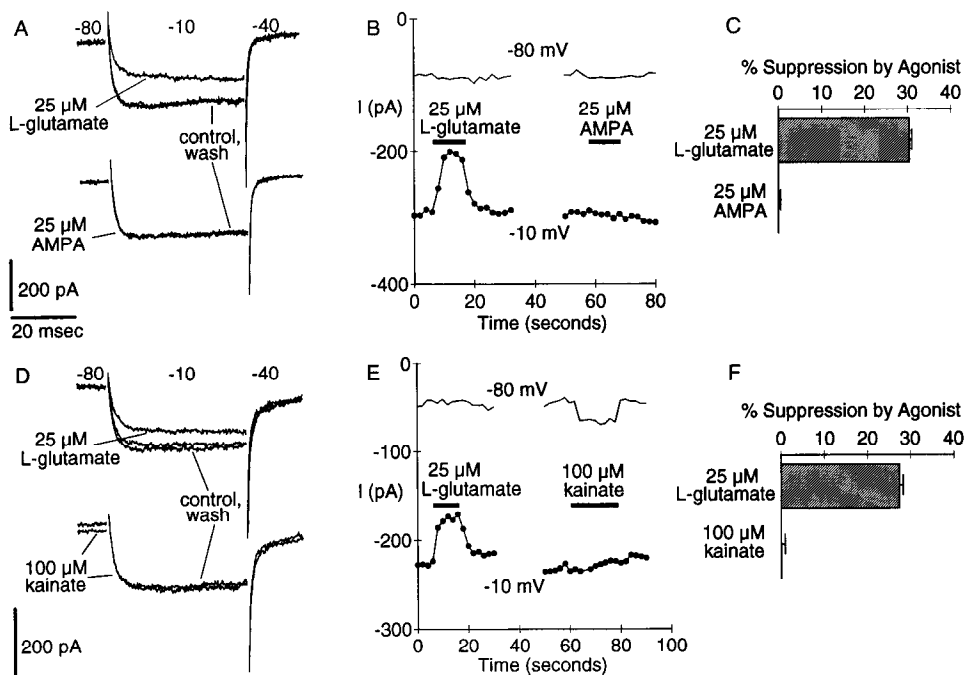 A
-80
-10
-40
25 µM
L-glutamate
control,
wash
25 µM
AMPA
200 pA
20 msec
B
0
-80 mV
I (pA)
25 µM
L-glutamate
25 µM
AMPA
-200
-10 mV
-400
0 20 40 60 80
Time (seconds)
C
% Suppression by Agonist
0 10 20 30 40
25 µM
L-glutamate
25 µM
AMPA
D
-80
-10
-40
25 µM
L-glutamate
control,
wash
100 µM
kainate
200 pA
E
0
-80 mV
-100
I (pA)
25 µM
L-glutamate
100 µM
kainate
-200
-10 mV
-300
0 20 40 60 80 100
Time (seconds)
F
% Suppression by Agonist
0 10 20 30 40
25 µM
L-glutamate
100 µM
kainate